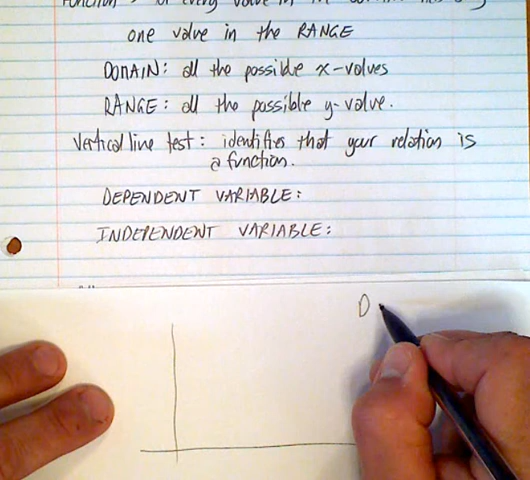 one value in the RANGE
DOMAIN: all the possible x-values
RANGE: all the possible y-value.
Vertical line test: identifies that your relation is
a function.
DEPENDENT VARIABLE:
INDEPENDENT VARIABLE:
D